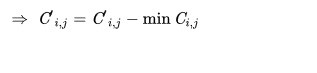 ⇒ C′i,j = C′i,j − min Ci,j